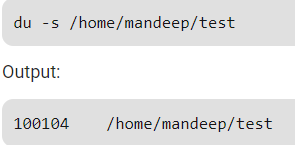 du -s /home/mandeep/test
Output:
100104    /home/mandeep/test